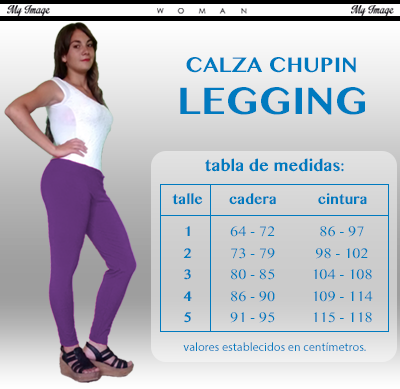 My Image WOMAN My Image
CALZA CHUPIN
LEGGING
tabla de medidas:
talle cadera cintura
1 64 - 72 86 - 97
2 73 - 79 98 - 102
3 80 - 85 104 - 108
4 86 - 90 109 - 114
5 91 - 95 115 - 118
valores establecidos en centímetros.